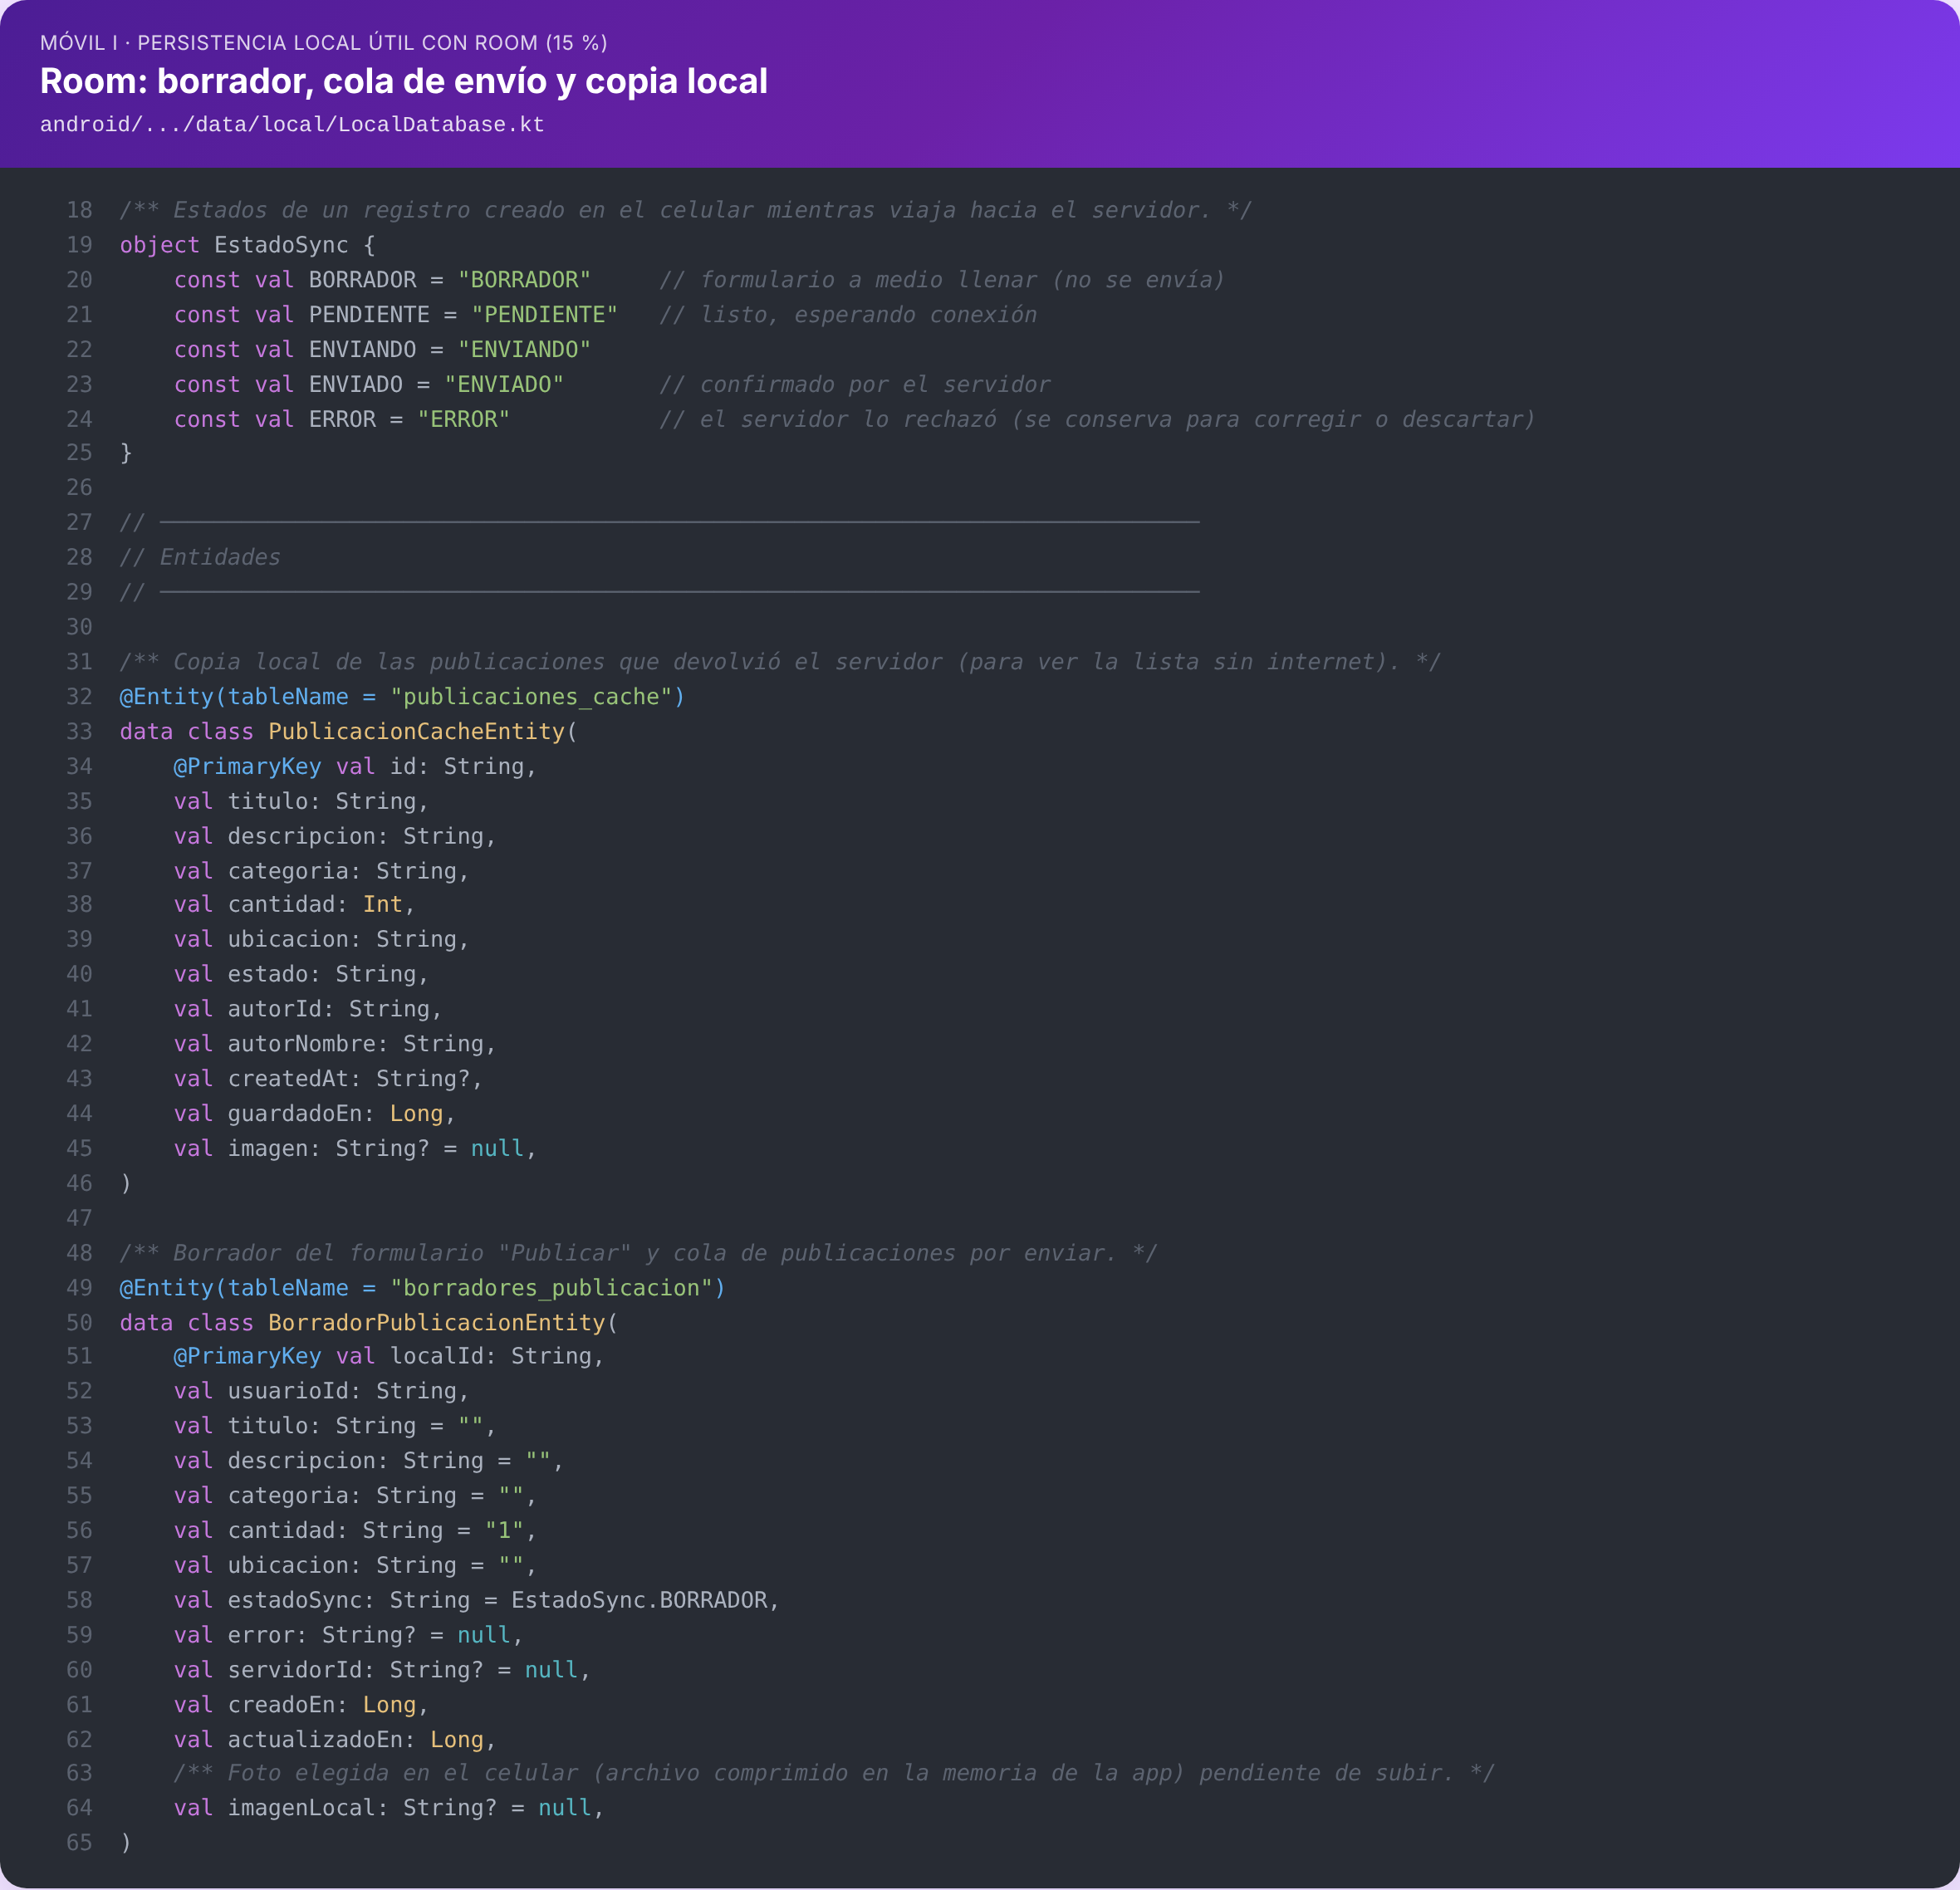 MÓVIL I · PERSISTENCIA LOCAL ÚTIL CON ROOM (15 %)
Room: borrador, cola de envío y copia local
android/.../data/local/LocalDatabase.kt
18 /** Estados de un registro creado en el celular mientras viaja hacia el servidor. */
19 object EstadoSync {
20     const val BORRADOR = "BORRADOR"     // formulario a medio llenar (no se envía)
21     const val PENDIENTE = "PENDIENTE"   // listo, esperando conexión
22     const val ENVIANDO = "ENVIANDO"
23     const val ENVIADO = "ENVIADO"       // confirmado por el servidor
24     const val ERROR = "ERROR"           // el servidor lo rechazó (se conserva para corregir o descartar)
25 }
26
27 // ─────────────────────────────────────────────────────────────────────────────
28 // Entidades
29 // ─────────────────────────────────────────────────────────────────────────────
30
31 /** Copia local de las publicaciones que devolvió el servidor (para ver la lista sin internet). */
32 @Entity(tableName = "publicaciones_cache")
33 data class PublicacionCacheEntity(
34     @PrimaryKey val id: String,
35     val titulo: String,
36     val descripcion: String,
37     val categoria: String,
38     val cantidad: Int,
39     val ubicacion: String,
40     val estado: String,
41     val autorId: String,
42     val autorNombre: String,
43     val createdAt: String?,
44     val guardadoEn: Long,
45     val imagen: String? = null,
46 )
47
48 /** Borrador del formulario "Publicar" y cola de publicaciones por enviar. */
49 @Entity(tableName = "borradores_publicacion")
50 data class BorradorPublicacionEntity(
51     @PrimaryKey val localId: String,
52     val usuarioId: String,
53     val titulo: String = "",
54     val descripcion: String = "",
55     val categoria: String = "",
56     val cantidad: String = "1",
57     val ubicacion: String = "",
58     val estadoSync: String = EstadoSync.BORRADOR,
59     val error: String? = null,
60     val servidorId: String? = null,
61     val creadoEn: Long,
62     val actualizadoEn: Long,
63     /** Foto elegida en el celular (archivo comprimido en la memoria de la app) pendiente de subir. */
64     val imagenLocal: String? = null,
65 )